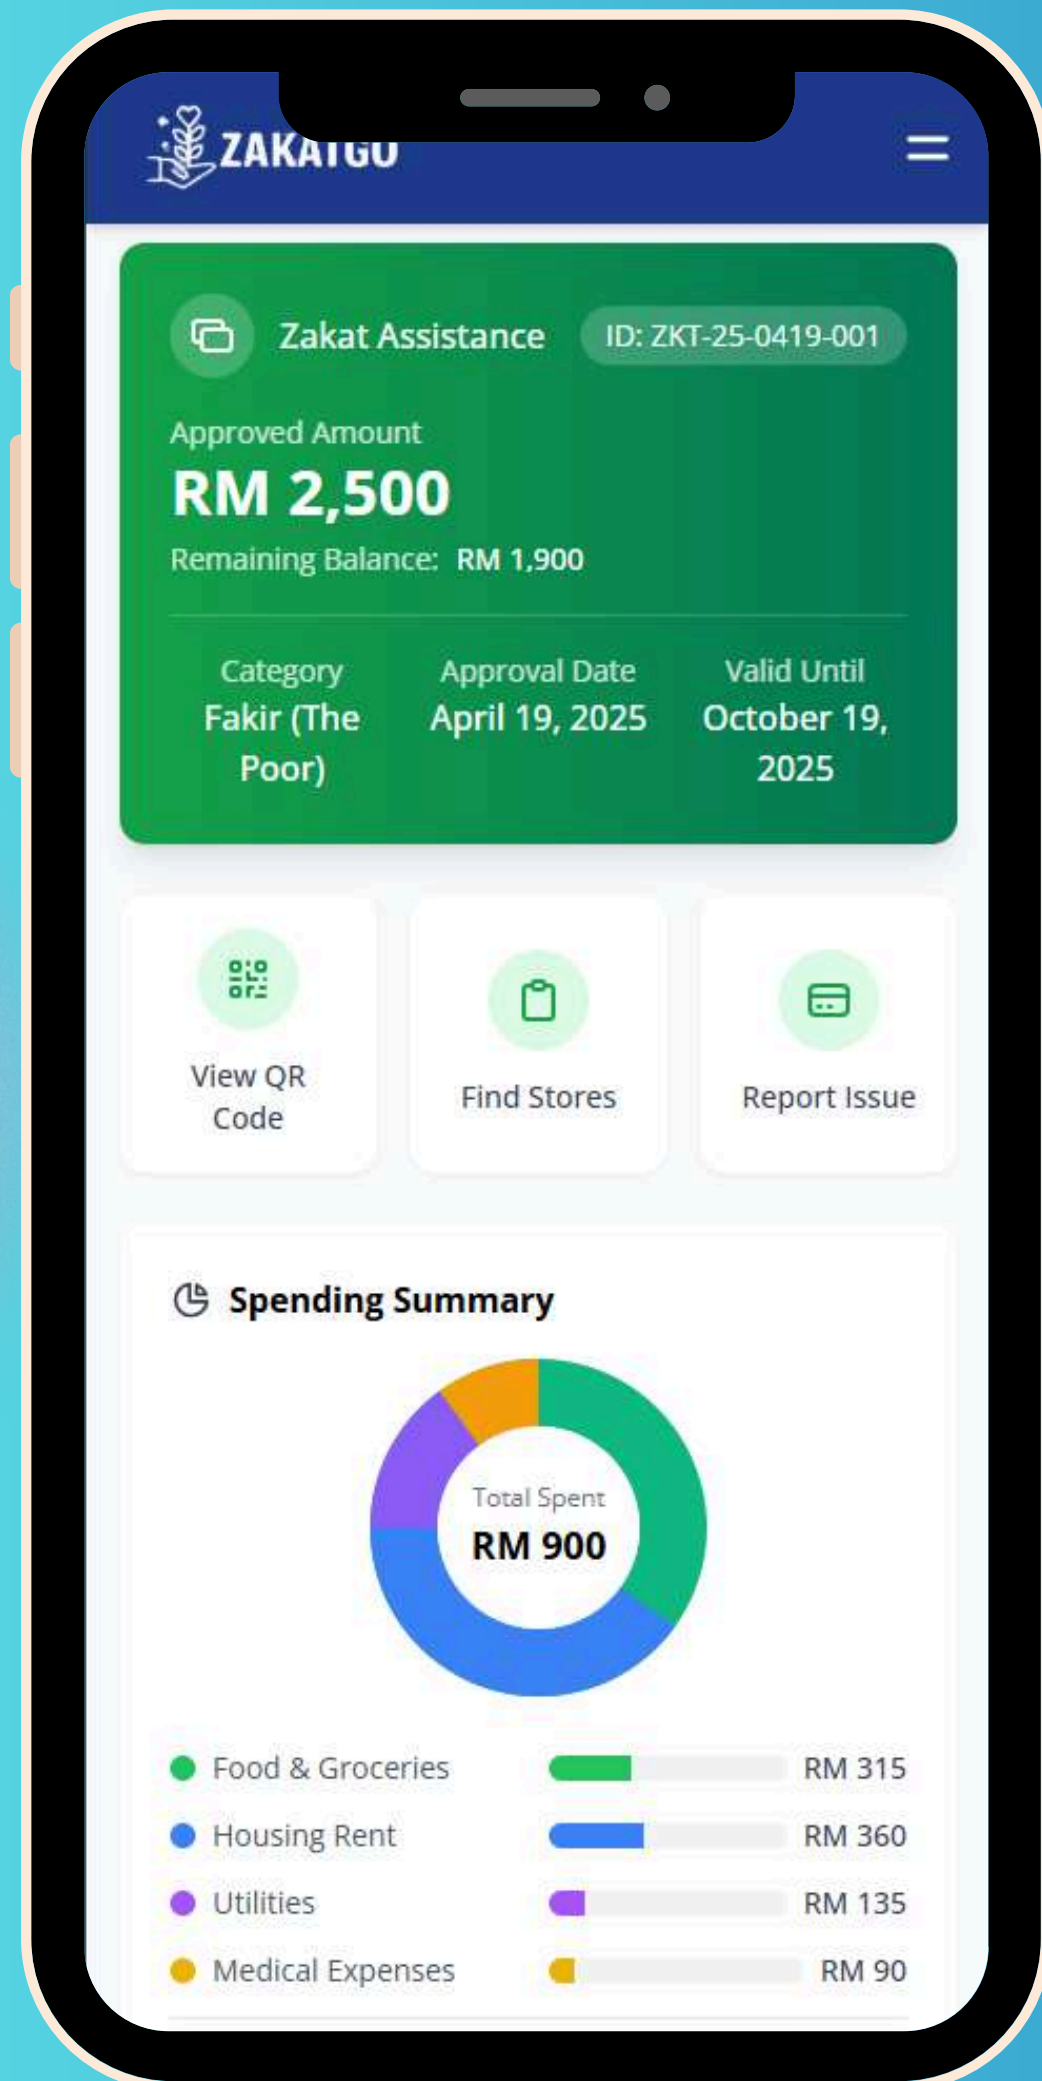 ZAKATGO
Zakat Assistance
ID: ZKT-25-0419-001
Approved Amount
RM 2,500
Remaining Balance: RM 1,900
Category
Fakir (The
Poor)
Approval Date
April 19, 2025
Valid Until
October 19,
2025
View QR
Code
Find Stores
Report Issue
Spending Summary
Total Spent
RM 900
Food & Groceries RM 315
Housing Rent RM 360
Utilities RM 135
Medical Expenses RM 90